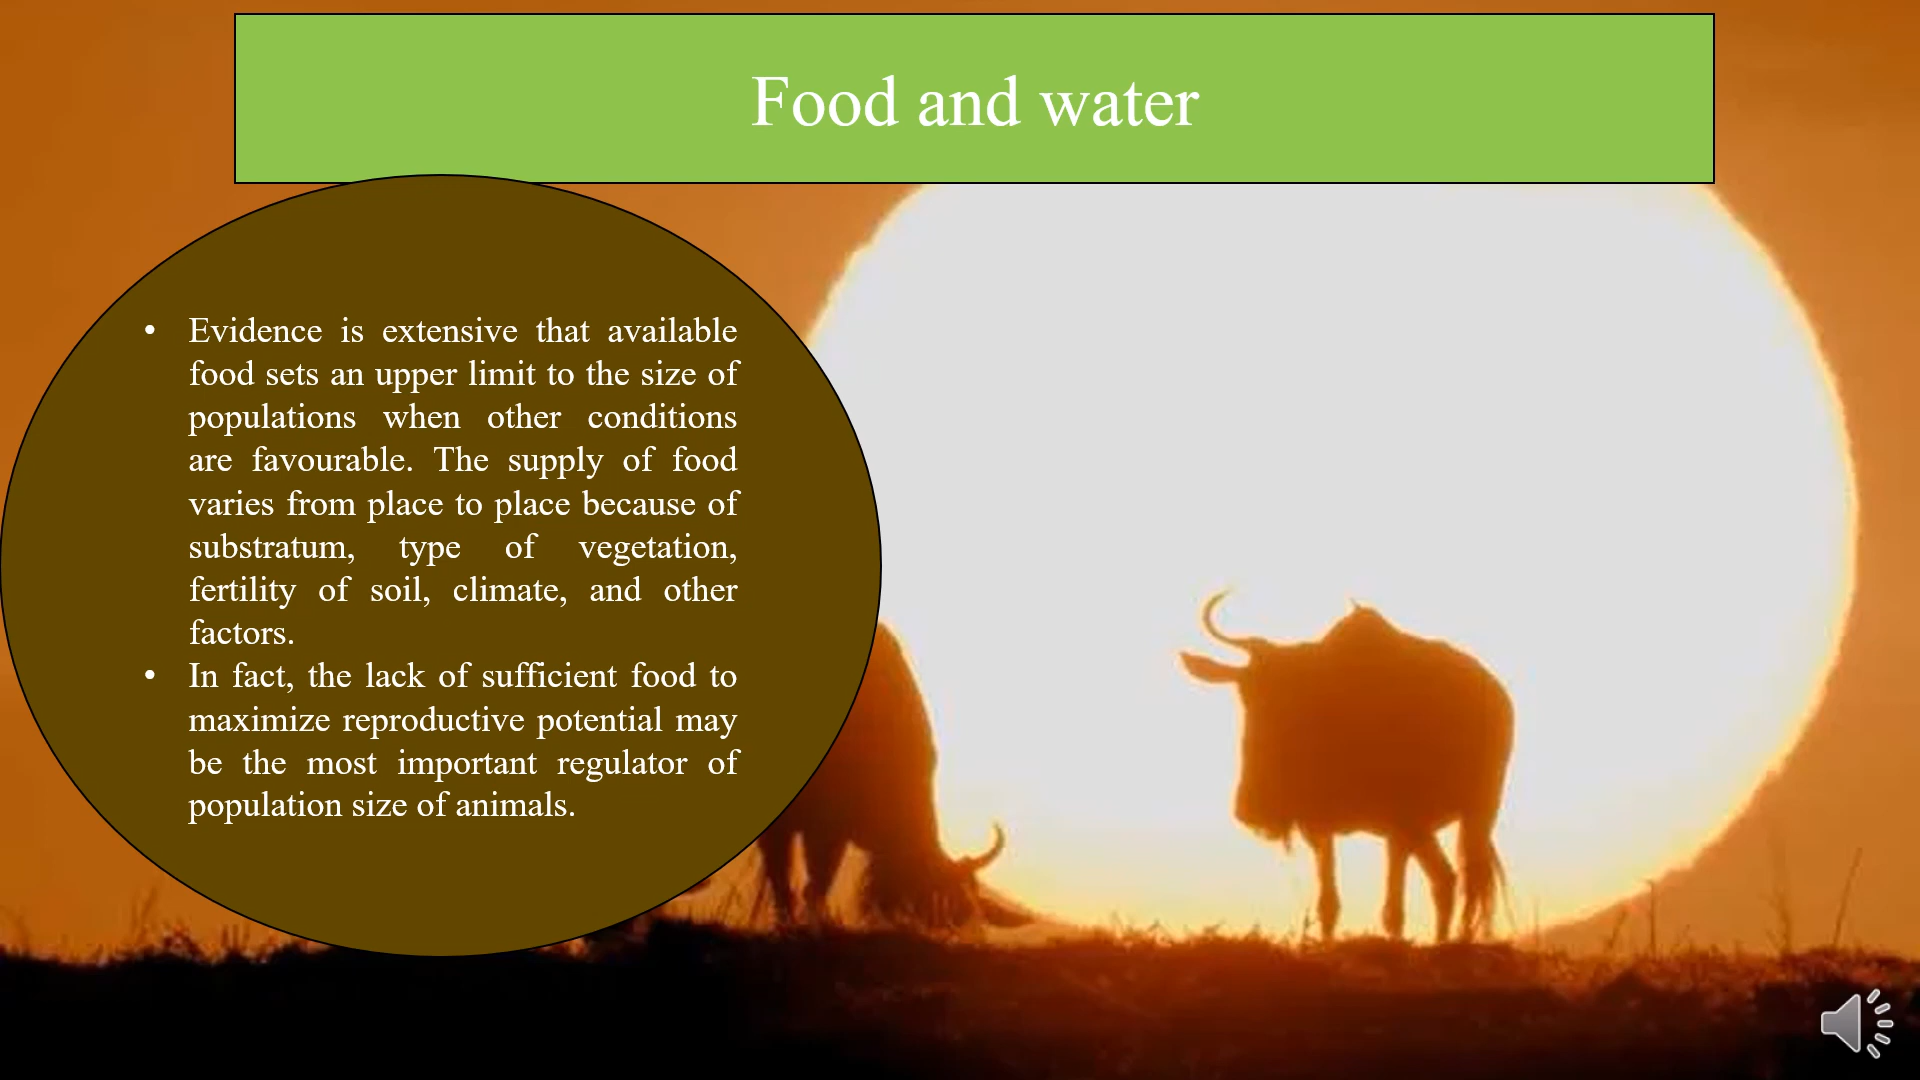 Food and water
• Evidence is extensive that available
food sets an upper limit to the size of
populations when other conditions
are favourable. The supply of food
varies from place to place because of
substratum, type of vegetation,
fertility of soil, climate, and other
factors.
• In fact, the lack of sufficient food to
maximize reproductive potential may
be the most important regulator of
population size of animals.